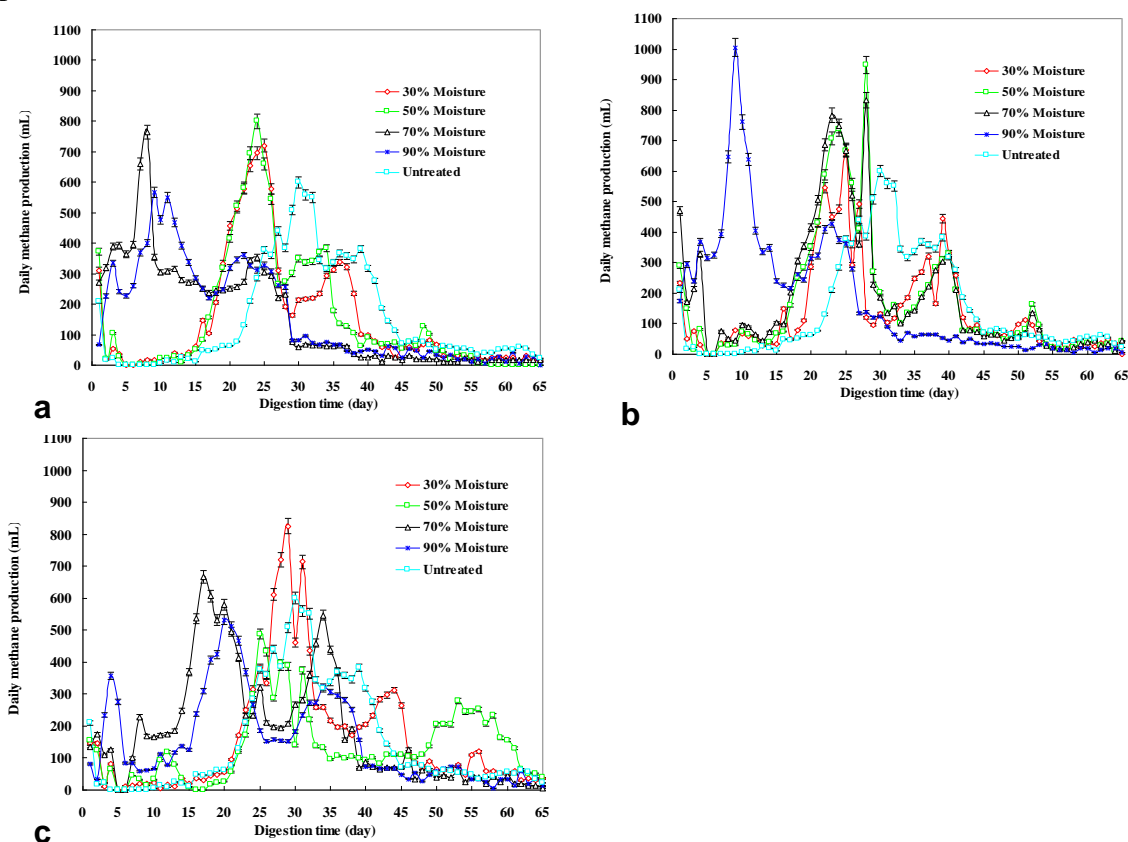 1100
1000
900
800
700
600
500
400
300
200
100
0
Daily methane production (mL)
30% Moisture
50% Moisture
70% Moisture
90% Moisture
Untreated
0 5 10 15 20 25 30 35 40 45 50 55 60 65
Digestion time (day)
a
1100
1000
900
800
700
600
500
400
300
200
100
0
Daily methane production (mL)
30% Moisture
50% Moisture
70% Moisture
90% Moisture
Untreated
0 5 10 15 20 25 30 35 40 45 50 55 60 65
Digestion time (day)
b
1100
1000
900
800
700
600
500
400
300
200
100
0
Daily methane production (mL)
30% Moisture
50% Moisture
70% Moisture
90% Moisture
Untreated
0 5 10 15 20 25 30 35 40 45 50 55 60 65
Digestion time (day)
c